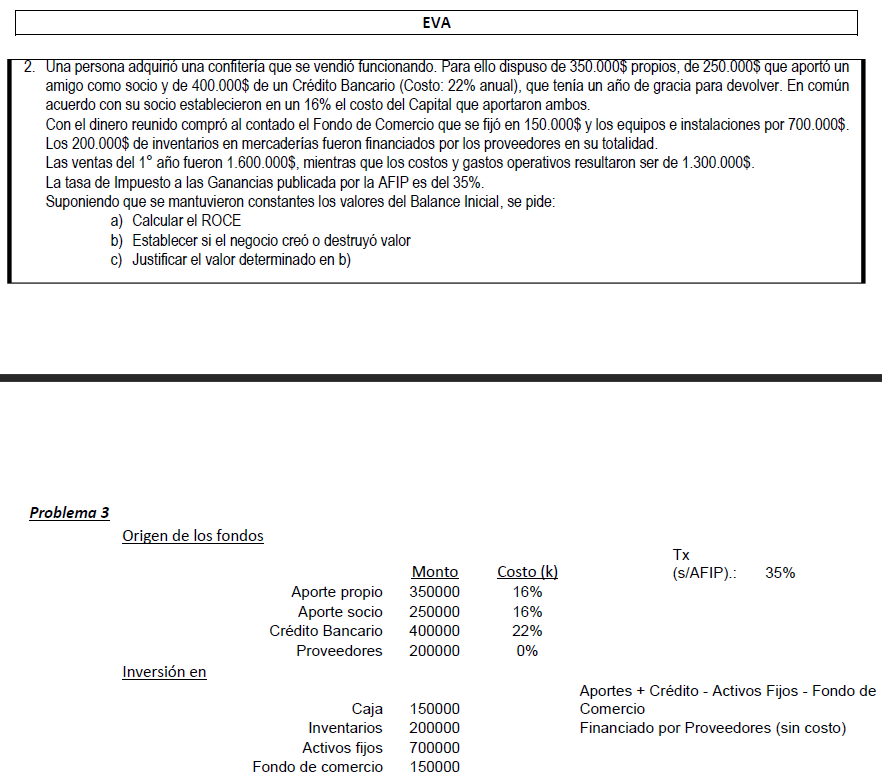 EVA
2. Una persona adquirió una confitería que se vendió funcionando. Para ello dispuso de 350.000$ propios, de 250.000$ que aportó un
amigo como socio y de 400.000$ de un Crédito Bancario (Costo: 22% anual), que tenía un año de gracia para devolver. En común
acuerdo con su socio establecieron en un 16% el costo del Capital que aportaron ambos.
Con el dinero reunido compró al contado el Fondo de Comercio que se fijó en 150.000$ y los equipos e instalaciones por 700.000$.
Los 200.000$ de inventarios en mercaderías fueron financiados por los proveedores en su totalidad.
Las ventas del 1° año fueron 1.600.000$, mientras que los costos y gastos operativos resultaron ser de 1.300.000$.
La tasa de Impuesto a las Ganancias publicada por la AFIP es del 35%.
Suponiendo que se mantuvieron constantes los valores del Balance Inicial, se pide:
a) Calcular el ROCE
b) Establecer si el negocio creó o destruyó valor
c) Justificar el valor determinado en b)
Problema 3
Origen de los fondos
Tx
Monto Costo (k) (s/AFIP).: 35%
Aporte propio 350000 16%
Aporte socio 250000 16%
Crédito Bancario 400000 22%
Proveedores 200000 0%
Inversión en
Aportes + Crédito - Activos Fijos - Fondo de
Caja 150000 Comercio
Inventarios 200000 Financiado por Proveedores (sin costo)
Activos fijos 700000
Fondo de comercio 150000